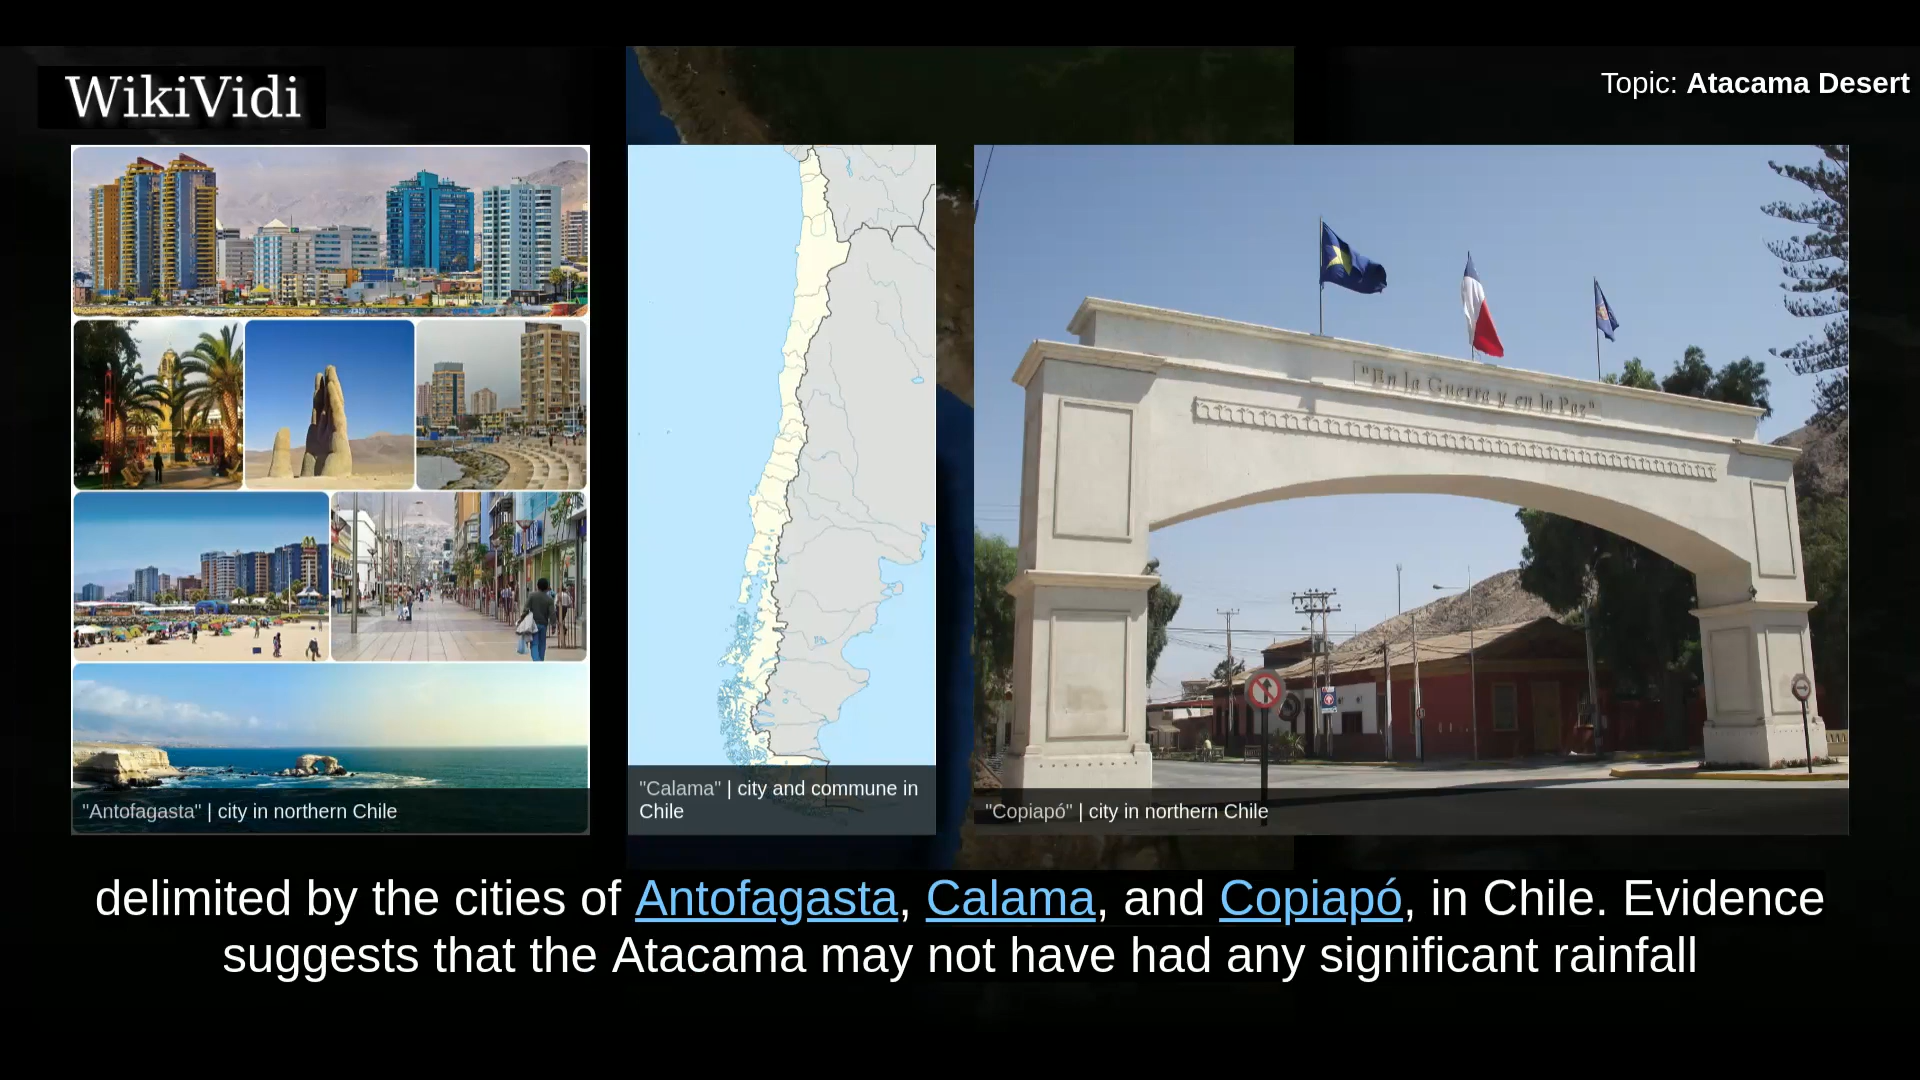 WikiVidi
Topic: Atacama Desert
"En la Guerra y en la Paz"
"Antofagasta" | city in northern Chile
"Calama" | city and commune in
Chile
"Copiapó" | city in northern Chile
delimited by the cities of Antofagasta, Calama, and Copiapó, in Chile. Evidence
suggests that the Atacama may not have had any significant rainfall